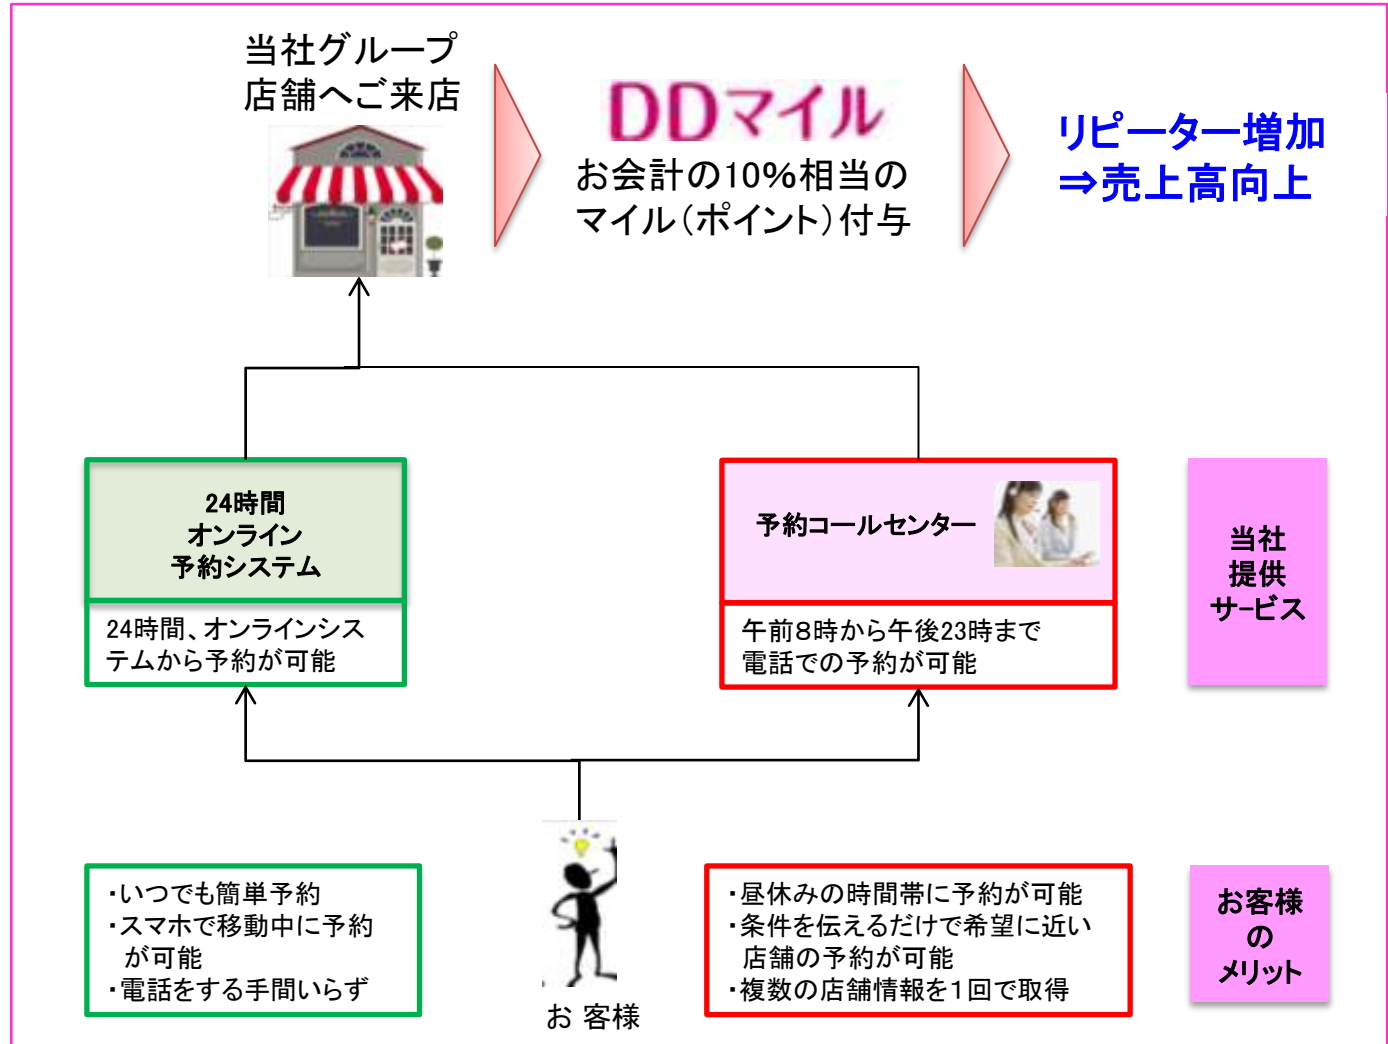 当社グループ
店舗へご来店
DDマイル
お会計の10%相当の
マイル(ポイント)付与
リピーター増加
⇒売上高向上
24時間
オンライン
予約システム
24時間、オンラインシス
テムから予約が可能
予約コールセンター
午前8時から午後23時まで
電話での予約が可能
当社
提供
サービス
・いつでも簡単予約
・スマホで移動中に予約
が可能
・電話をする手間いらず
お 客様
・昼休みの時間帯に予約が可能
・条件を伝えるだけで希望に近い
店舗の予約が可能
・複数の店舗情報を1回で取得
お客様
の
メリット